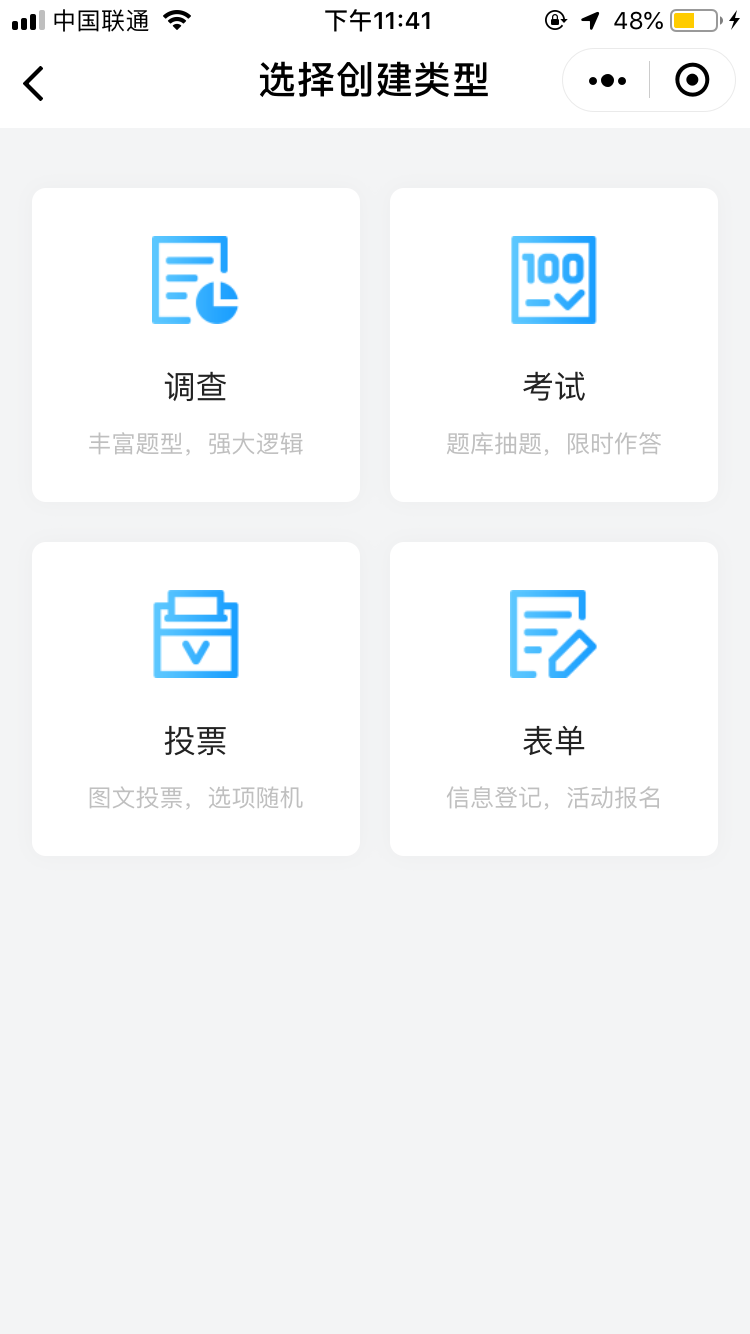 中国联通
下午11:41
48%
选择创建类型
100
调查
考试
丰富题型，强大逻辑
题库抽题，限时作答
投票
表单
图文投票，选项随机
信息登记，活动报名